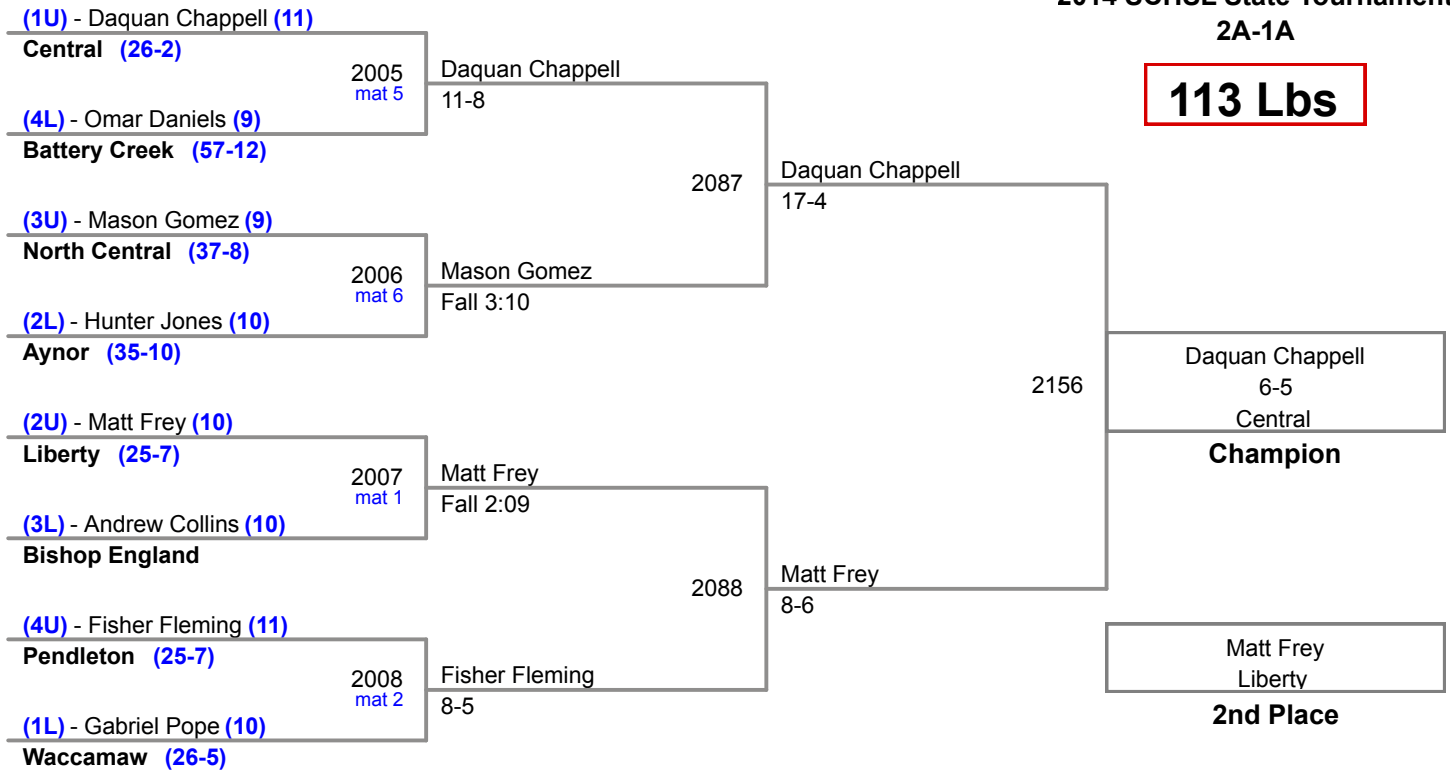 2014 SCHSL State Tournament
2A-1A
113 Lbs
(1U) - Daquan Chappell (11)
Central (26-2)
2005
mat 5
Daquan Chappell
11-8
(4L) - Omar Daniels (9)
Battery Creek (57-12)
2087
Daquan Chappell
17-4
(3U) - Mason Gomez (9)
North Central (37-8)
2006
mat 6
Mason Gomez
Fall 3:10
(2L) - Hunter Jones (10)
Aynor (35-10)
2156
Daquan Chappell
6-5
Central
Champion
(2U) - Matt Frey (10)
Liberty (25-7)
2007
mat 1
Matt Frey
Fall 2:09
(3L) - Andrew Collins (10)
Bishop England
2088
Matt Frey
8-6
(4U) - Fisher Fleming (11)
Pendleton (25-7)
2008
mat 2
Fisher Fleming
8-5
(1L) - Gabriel Pope (10)
Waccamaw (26-5)
Matt Frey
Liberty
2nd Place